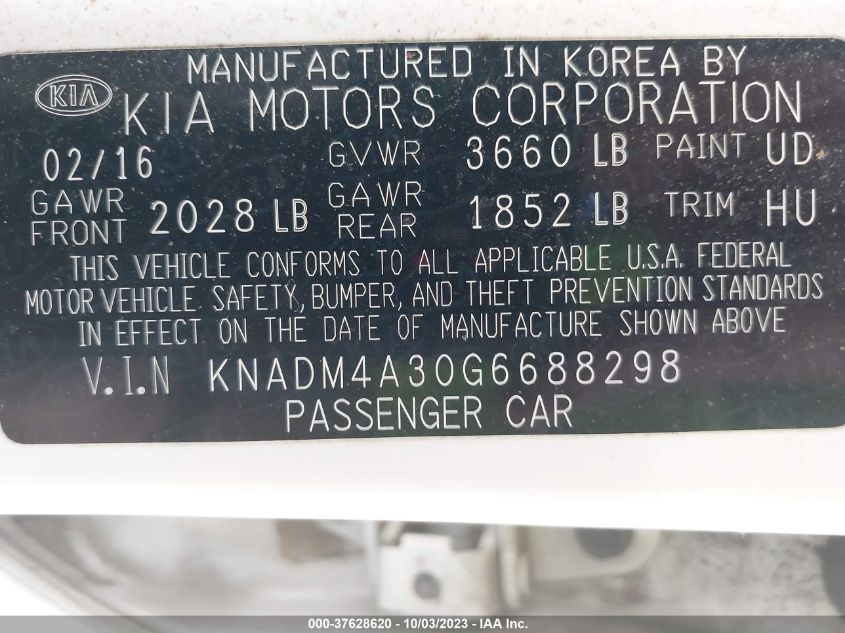 MANUFACTURED IN KOREA BY
KIA KIA MOTORS CORPORATION
02/16 GVWR 3660 LB PAINT UD
GAWR FRONT 2028 LB GAWR REAR 1852 LB TRIM HU
THIS VEHICLE CONFORMS TO ALL APPLICABLE U.S.A. FEDERAL
MOTOR VEHICLE SAFETY, BUMPER, AND THEFT PREVENTION STANDARDS
IN EFFECT ON THE DATE OF MANUFACTURE SHOWN ABOVE
V.I.N KNADM4A30G6688298
PASSENGER CAR
000-37628620 - 10/03/2023 - © IAA, Inc.